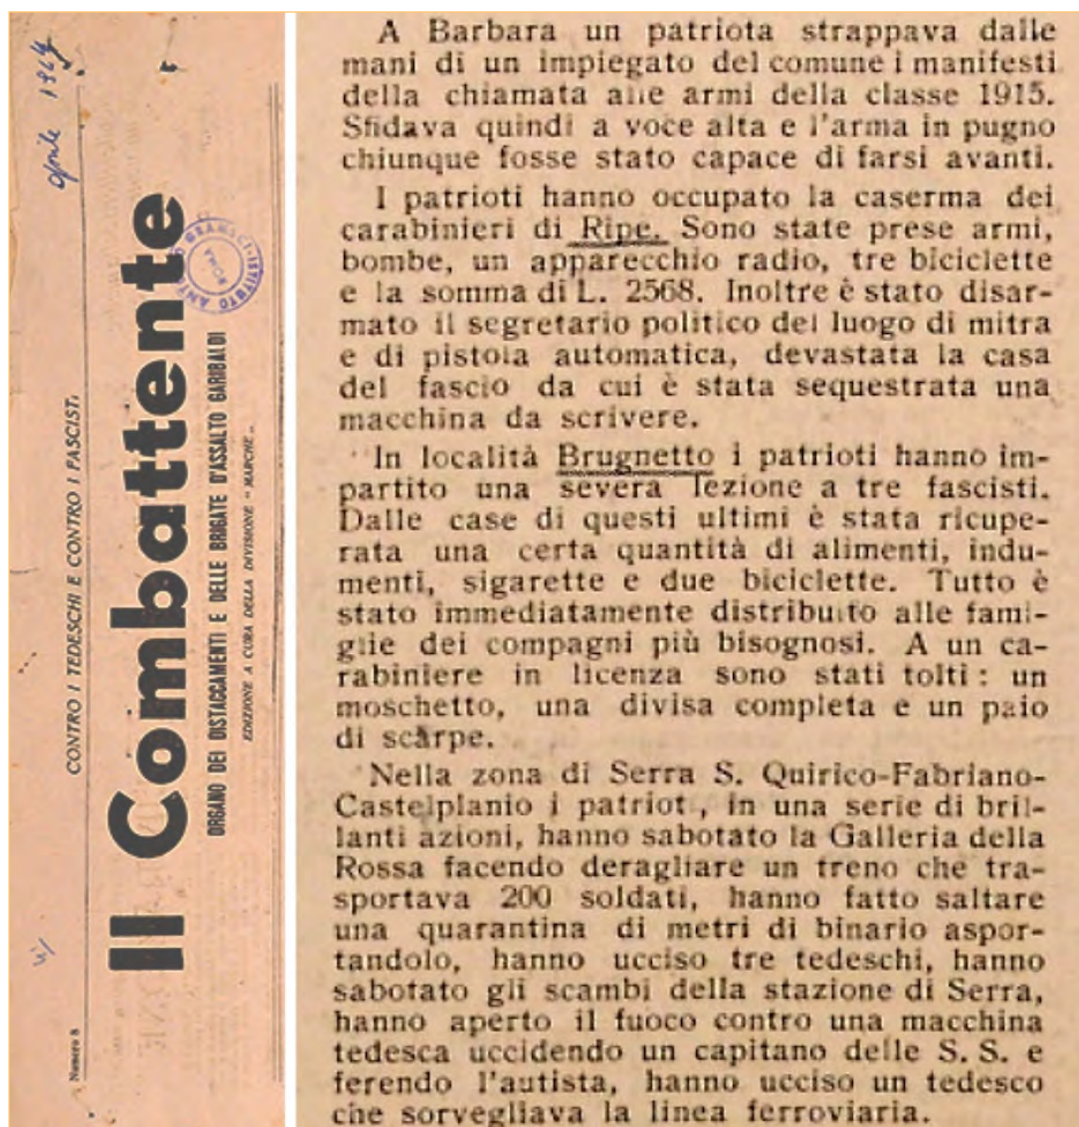 aprile 1944
Numero 8
CONTRO I TEDESCHI E CONTRO I FASCIST.
Il Combattente
ORGANO DEI DISTACCAMENTI E DELLE BRIGATE D'ASSALTO GARIBALDI
EDIZIONE A CURA DELLA DIVISIONE "MARCHE"
ISTITUTO ANTONIO GRAMSCI
ROMA
A Barbara un patriota strappava dalle
mani di un impiegato del comune i manifesti
della chiamata alle armi della classe 1915.
Sfidava quindi a voce alta e l'arma in pugno
chiunque fosse stato capace di farsi avanti.
I patrioti hanno occupato la caserma dei
carabinieri di Ripe. Sono state prese armi,
bombe, un apparecchio radio, tre biciclette
e la somma di L. 2568. Inoltre è stato disar-
mato il segretario politico del luogo di mitra
e di pistola automatica, devastata la casa
del fascio da cui è stata sequestrata una
macchina da scrivere.
In località Brugnetto i patrioti hanno im-
partito una severa lezione a tre fascisti.
Dalle case di questi ultimi è stata ricupe-
rata una certa quantità di alimenti, indu-
menti, sigarette e due biciclette. Tutto è
stato immediatamente distribuito alle fami-
glie dei compagni più bisognosi. A un ca-
rabiniere in licenza sono stati tolti: un
moschetto, una divisa completa e un paio
di scarpe.
Nella zona di Serra S. Quirico-Fabriano-
Castelplanio i patriot , in una serie di bril-
lanti azioni, hanno sabotato la Galleria della
Rossa facendo deragliare un treno che tra-
sportava 200 soldati, hanno fatto saltare
una quarantina di metri di binario aspor-
tandolo, hanno ucciso tre tedeschi, hanno
sabotato gli scambi della stazione di Serra,
hanno aperto il fuoco contro una macchina
tedesca uccidendo un capitano delle S. S. e
ferendo l'autista, hanno ucciso un tedesco
che sorvegliava la linea ferroviaria.